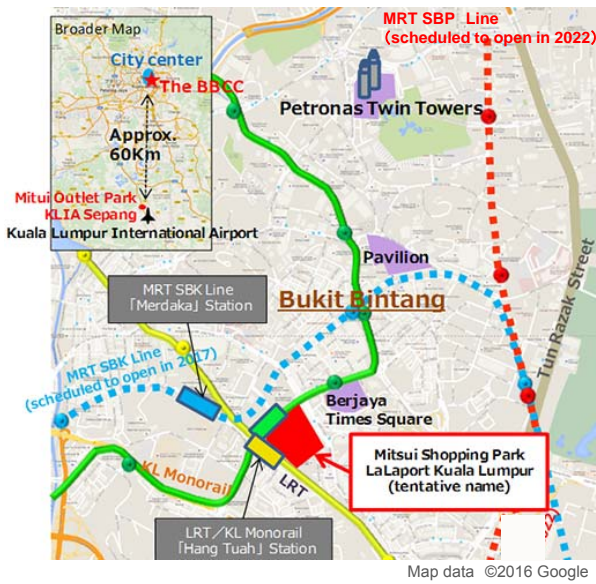 Broader Map
City center
The BBCC
Approx.
60Km
Mitui Outlet Park
KLIA Sepang
Kuala Lumpur International Airport
MRT SBP Line
(scheduled to open in 2022)
Petronas Twin Towers
Pavilion
MRT SBK Line
「Merdaka」Station
Bukit Bintang
Tun Razak Street
MRT SBK Line
(scheduled to open in 2017)
Berjaya
Times Square
Mitsui Shopping Park
LaLaport Kuala Lumpur
(tentative name)
KL Monorail
LRT
LRT／KL Monorail
「Hang Tuah」Station
Map data ©2016 Google